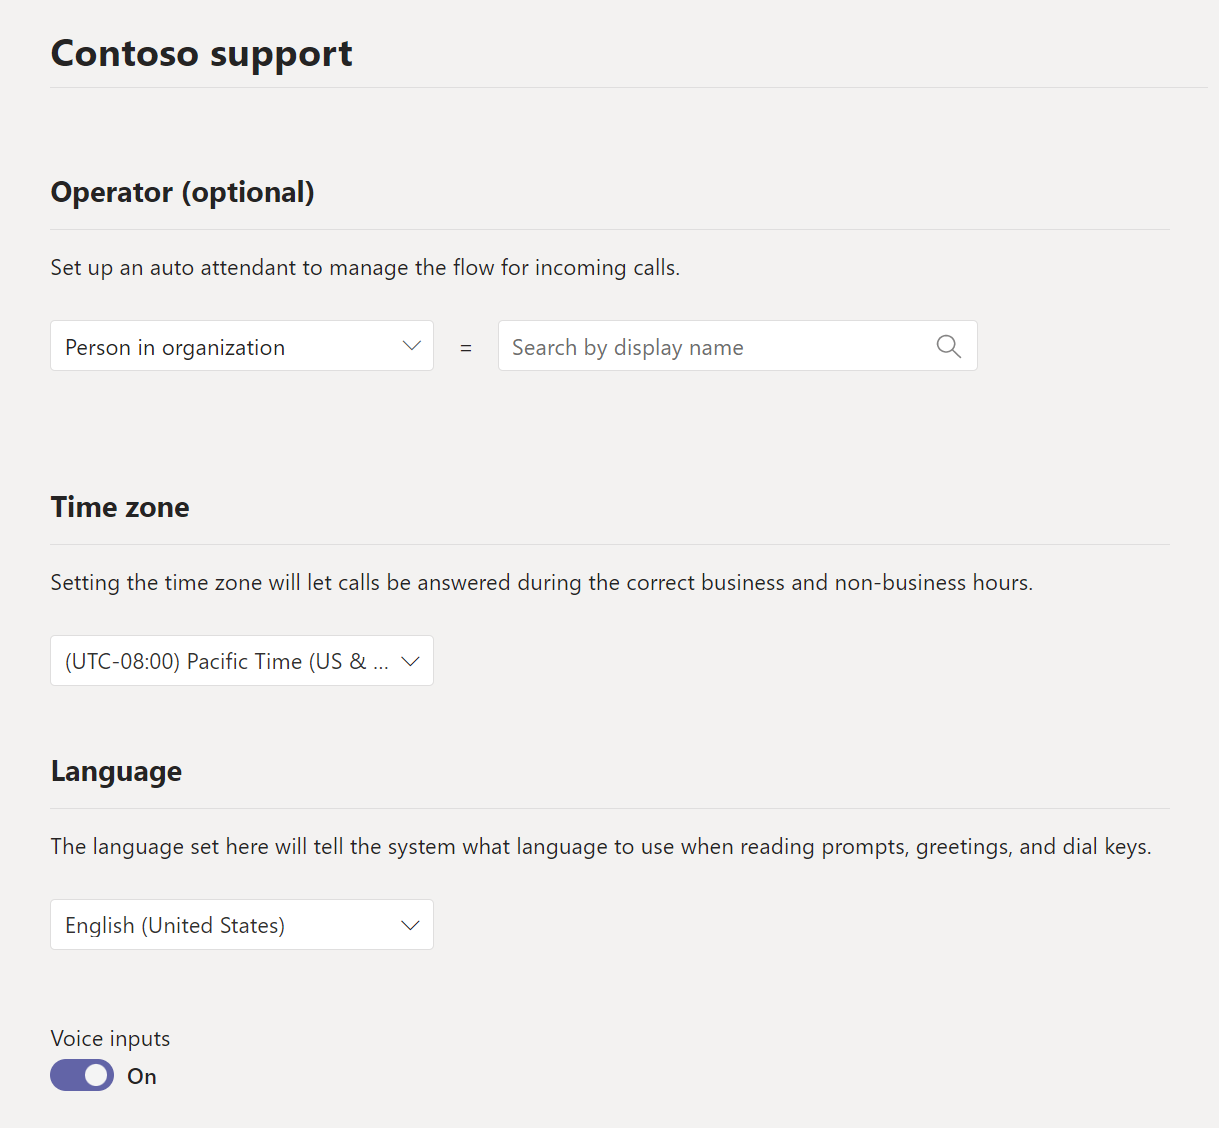 Contoso support
Operator (optional)
Set up an auto attendant to manage the flow for incoming calls.
Person in organization = Search by display name
Time zone
Setting the time zone will let calls be answered during the correct business and non-business hours.
(UTC-08:00) Pacific Time (US & ...
Language
The language set here will tell the system what language to use when reading prompts, greetings, and dial keys.
English (United States)
Voice inputs
On